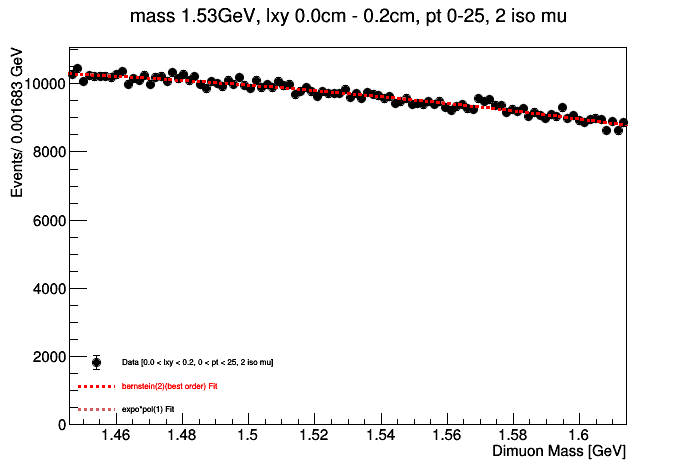 mass 1.53GeV, lxy 0.0cm - 0.2cm, pt 0-25, 2 iso mu
Events/ 0.001683 GeV
10000
8000
6000
4000
2000
0
Data [0.0 < lxy < 0.2, 0 < pt < 25, 2 iso mu]
bernstein(2)(best order) Fit
expo*pol(1) Fit
1.46 1.48 1.5 1.52 1.54 1.56 1.58 1.6
Dimuon Mass [GeV]